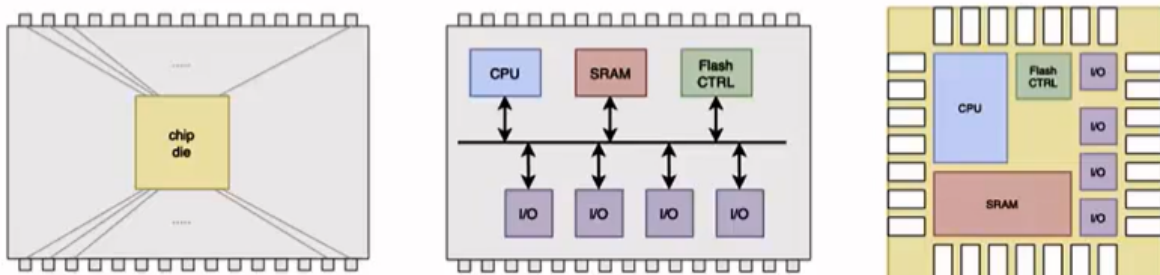 .....
chip
die
.....
CPU
SRAM
Flash
CTRL
I/O
I/O
I/O
I/O
CPU
Flash
CTRL
I/O
I/O
I/O
SRAM
I/O